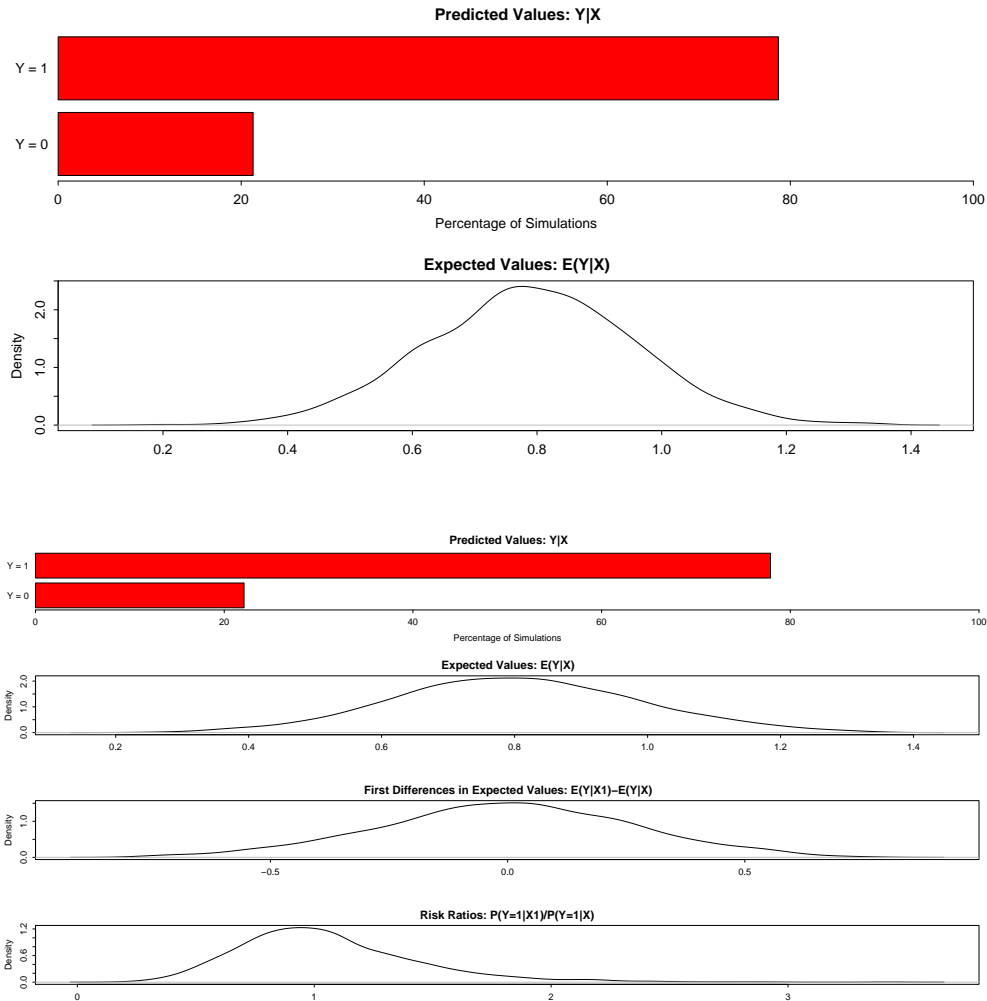 Predicted Values: Y|X
Y = 1
Y = 0
0 20 40 60 80 100
Percentage of Simulations
Expected Values: E(Y|X)
Density
0.0 1.0 2.0
0.2 0.4 0.6 0.8 1.0 1.2 1.4
Predicted Values: Y|X
Y = 1
Y = 0
0 20 40 60 80 100
Percentage of Simulations
Expected Values: E(Y|X)
Density
0.0 1.0 2.0
0.2 0.4 0.6 0.8 1.0 1.2 1.4
First Differences in Expected Values: E(Y|X1)−E(Y|X)
Density
0.0 1.0
−0.5 0.0 0.5
Risk Ratios: P(Y=1|X1)/P(Y=1|X)
Density
0.0 0.6 1.2
0 1 2 3